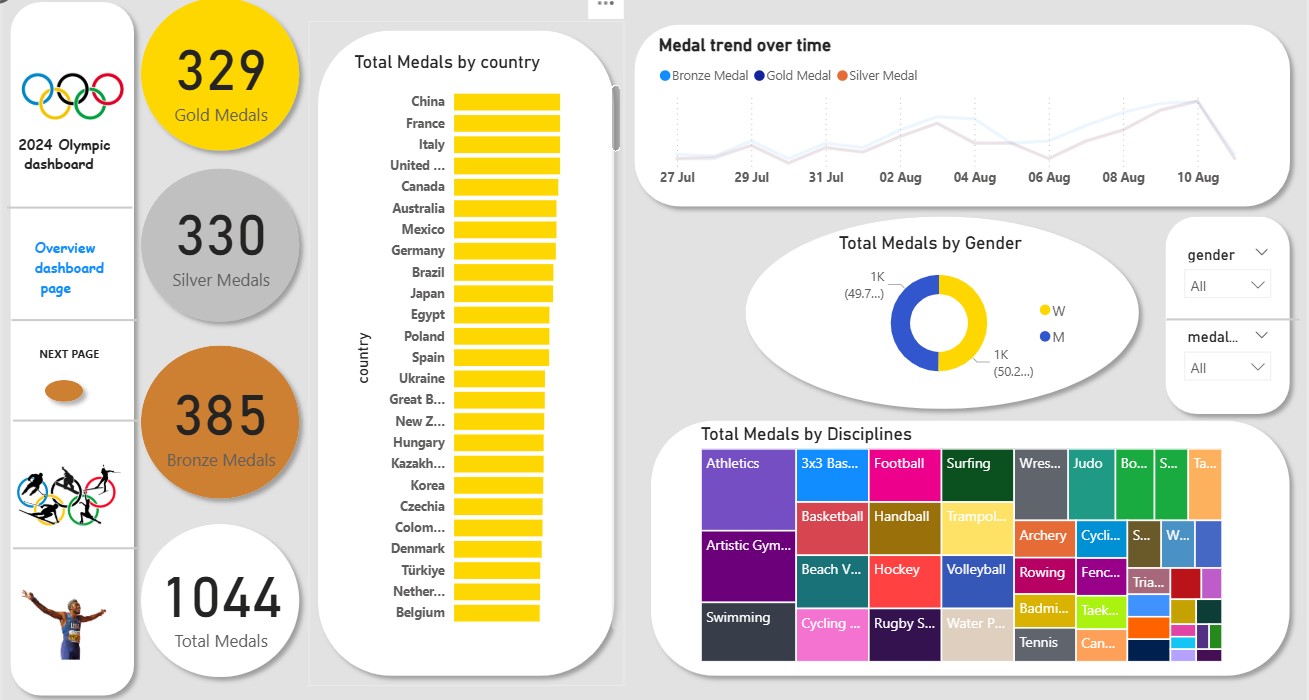 2024 Olympic
dashboard
Overview
dashboard
page
NEXT PAGE
329
Gold Medals
330
Silver Medals
385
Bronze Medals
1044
Total Medals
Total Medals by country
country
China
France
Italy
United ...
Canada
Australia
Mexico
Germany
Brazil
Japan
Egypt
Poland
Spain
Ukraine
Great B...
New Z...
Hungary
Kazakh...
Korea
Czechia
Colom...
Denmark
Türkiye
Nether...
Belgium
Medal trend over time
Bronze Medal Gold Medal Silver Medal
27 Jul 29 Jul 31 Jul 02 Aug 04 Aug 06 Aug 08 Aug 10 Aug
Total Medals by Gender
1K
(49.7...)
W
M
1K
(50.2...)
gender
All
medal...
All
Total Medals by Disciplines
Athletics
Artistic Gym...
Swimming
3x3 Bas...
Basketball
Beach V...
Cycling ...
Football
Handball
Hockey
Rugby S...
Surfing
Trampol...
Volleyball
Water P...
Wres...
Judo
Bo...
S...
Ta...
Archery
Cycli...
S...
W...
Rowing
Fenc...
Tria...
Badmi...
Taek...
Tennis
Can...